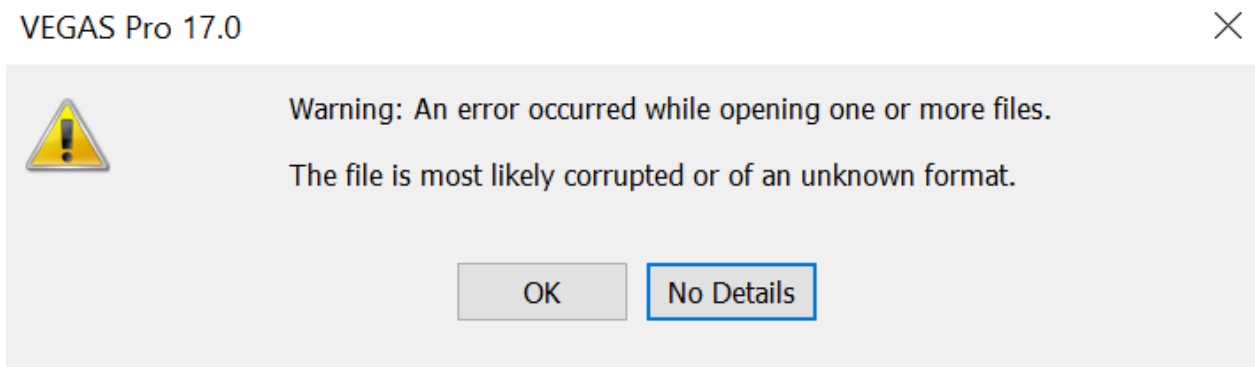 VEGAS Pro 17.0
Warning: An error occurred while opening one or more files.
The file is most likely corrupted or of an unknown format.
OK
No Details